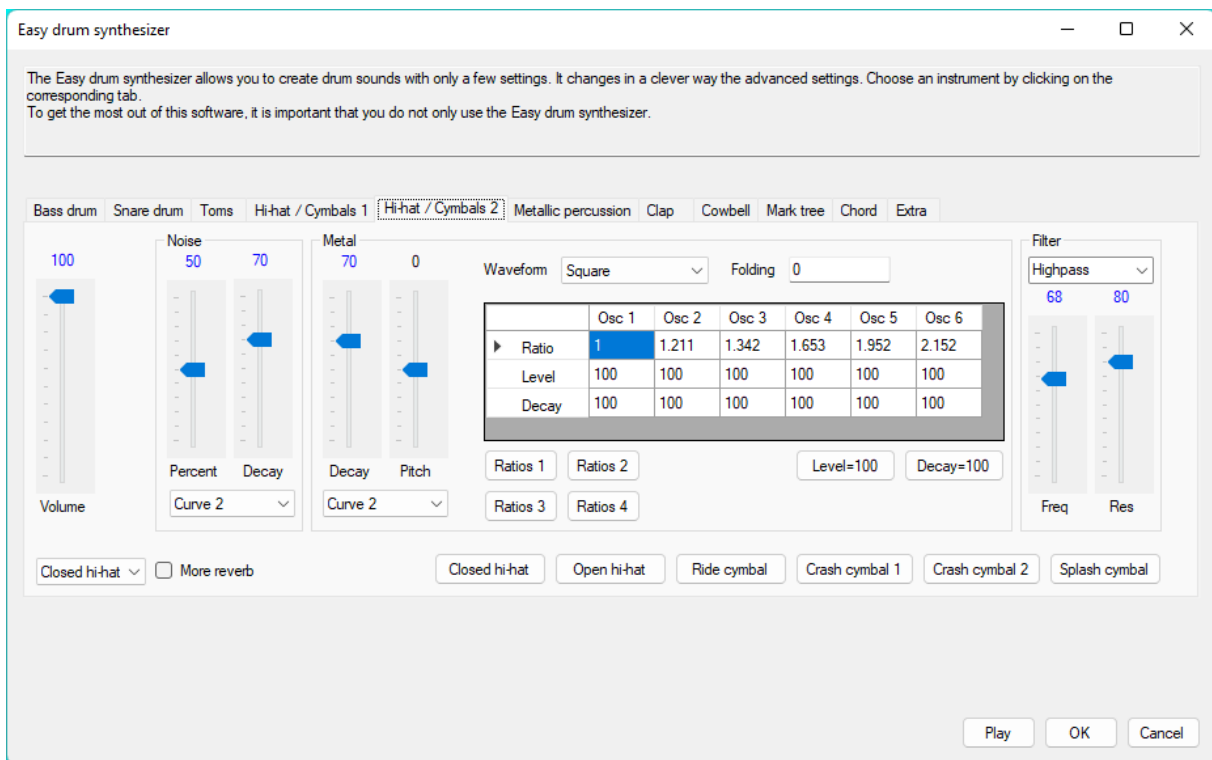 Easy drum synthesizer
The Easy drum synthesizer allows you to create drum sounds with only a few settings. It changes in a clever way the advanced settings. Choose an instrument by clicking on the
corresponding tab.
To get the most out of this software, it is important that you do not only use the Easy drum synthesizer.
Bass drum Snare drum Toms Hi-hat / Cymbals 1 Hi-hat / Cymbals 2 Metallic percussion Clap Cowbell Mark tree Chord Extra
100
Volume
Noise
50 70
Percent Decay
Curve 2
Metal
70 0
Decay Pitch
Curve 2
Waveform Square Folding 0
Osc 1 Osc 2 Osc 3 Osc 4 Osc 5 Osc 6
Ratio 1 1.211 1.342 1.653 1.952 2.152
Level 100 100 100 100 100 100
Decay 100 100 100 100 100 100
Ratios 1 Ratios 2 Level=100 Decay=100
Ratios 3 Ratios 4
Filter
Highpass
68 80
Freq Res
Closed hi-hat More reverb Closed hi-hat Open hi-hat Ride cymbal Crash cymbal 1 Crash cymbal 2 Splash cymbal
Play OK Cancel